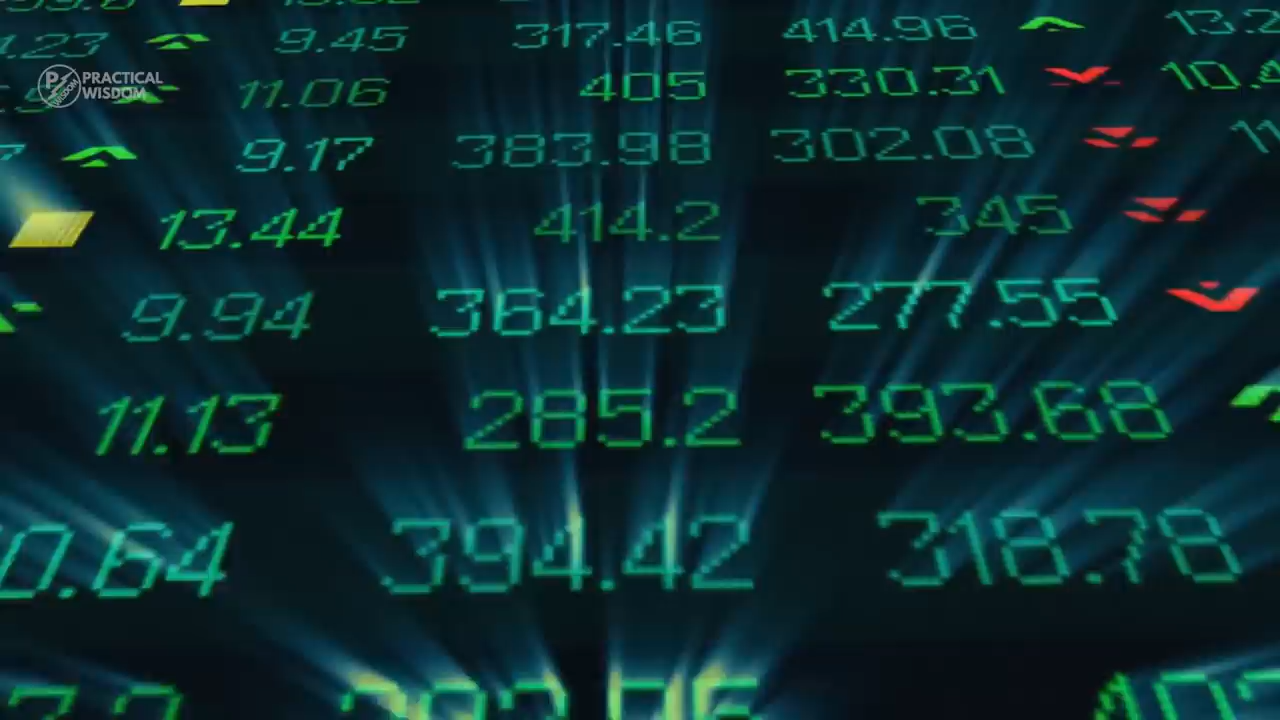 9.45 317.46 414.96
PRACTICAL
WISDOM
11.06 405 330.31
9.17 383.98 302.08
13.44 414.2 345
9.94 364.23 277.55
11.13 285.2 393.68
0.64 394.42 318.78